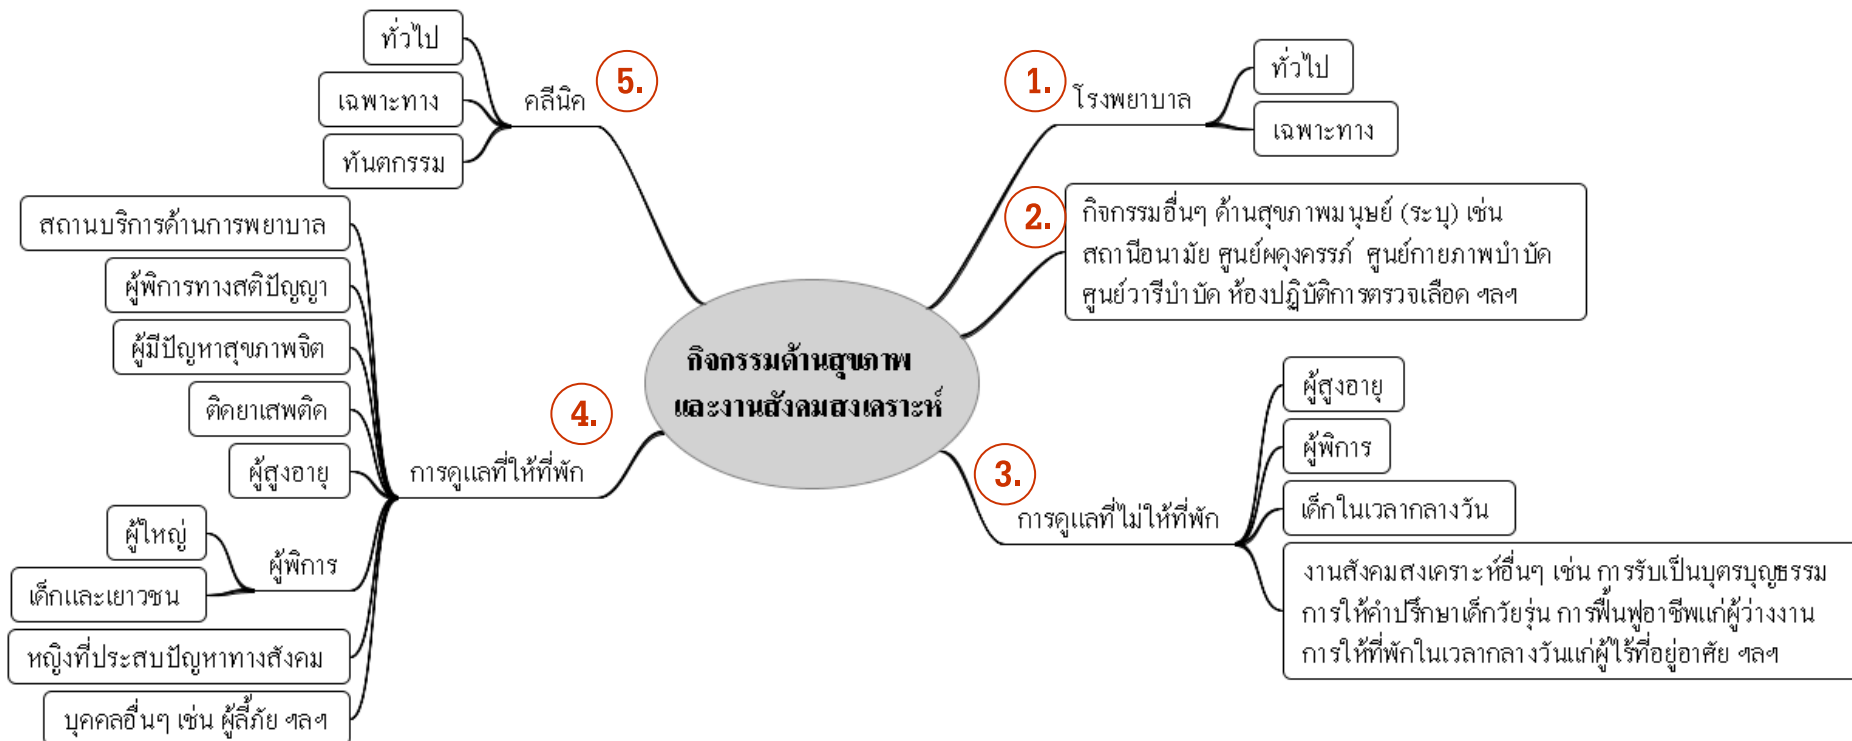 กิจกรรมด้านสุขภาพ
และงานสังคมสงเคราะห์
1.
โรงพยาบาล
ทั่วไป
เฉพาะทาง
2.
กิจกรรมอื่นๆ ด้านสุขภาพมนุษย์ (ระบุ) เช่น
สถานีอนามัย ศูนย์ผดุงครรภ์ ศูนย์กายภาพบำบัด
ศูนย์วารีบำบัด ห้องปฏิบัติการตรวจเลือด ฯลฯ
3.
การดูแลที่ไม่ให้ที่พัก
ผู้สูงอายุ
ผู้พิการ
เด็กในเวลากลางวัน
งานสังคมสงเคราะห์อื่นๆ เช่น การรับเป็นบุตรบุญธรรม
การให้คำปรึกษาเด็กวัยรุ่น การฟื้นฟูอาชีพแก่ผู้ว่างงาน
การให้ที่พักในเวลากลางวันแก่ผู้ไร้ที่อยู่อาศัย ฯลฯ
4.
การดูแลที่ให้ที่พัก
สถานบริการด้านการพยาบาล
ผู้พิการทางสติปัญญา
ผู้มีปัญหาสุขภาพจิต
ติดยาเสพติด
ผู้สูงอายุ
ผู้พิการ
ผู้ใหญ่
เด็กและเยาวชน
หญิงที่ประสบปัญหาทางสังคม
บุคคลอื่นๆ เช่น ผู้ลี้ภัย ฯลฯ
5.
คลีนิค
ทั่วไป
เฉพาะทาง
ทันตกรรม